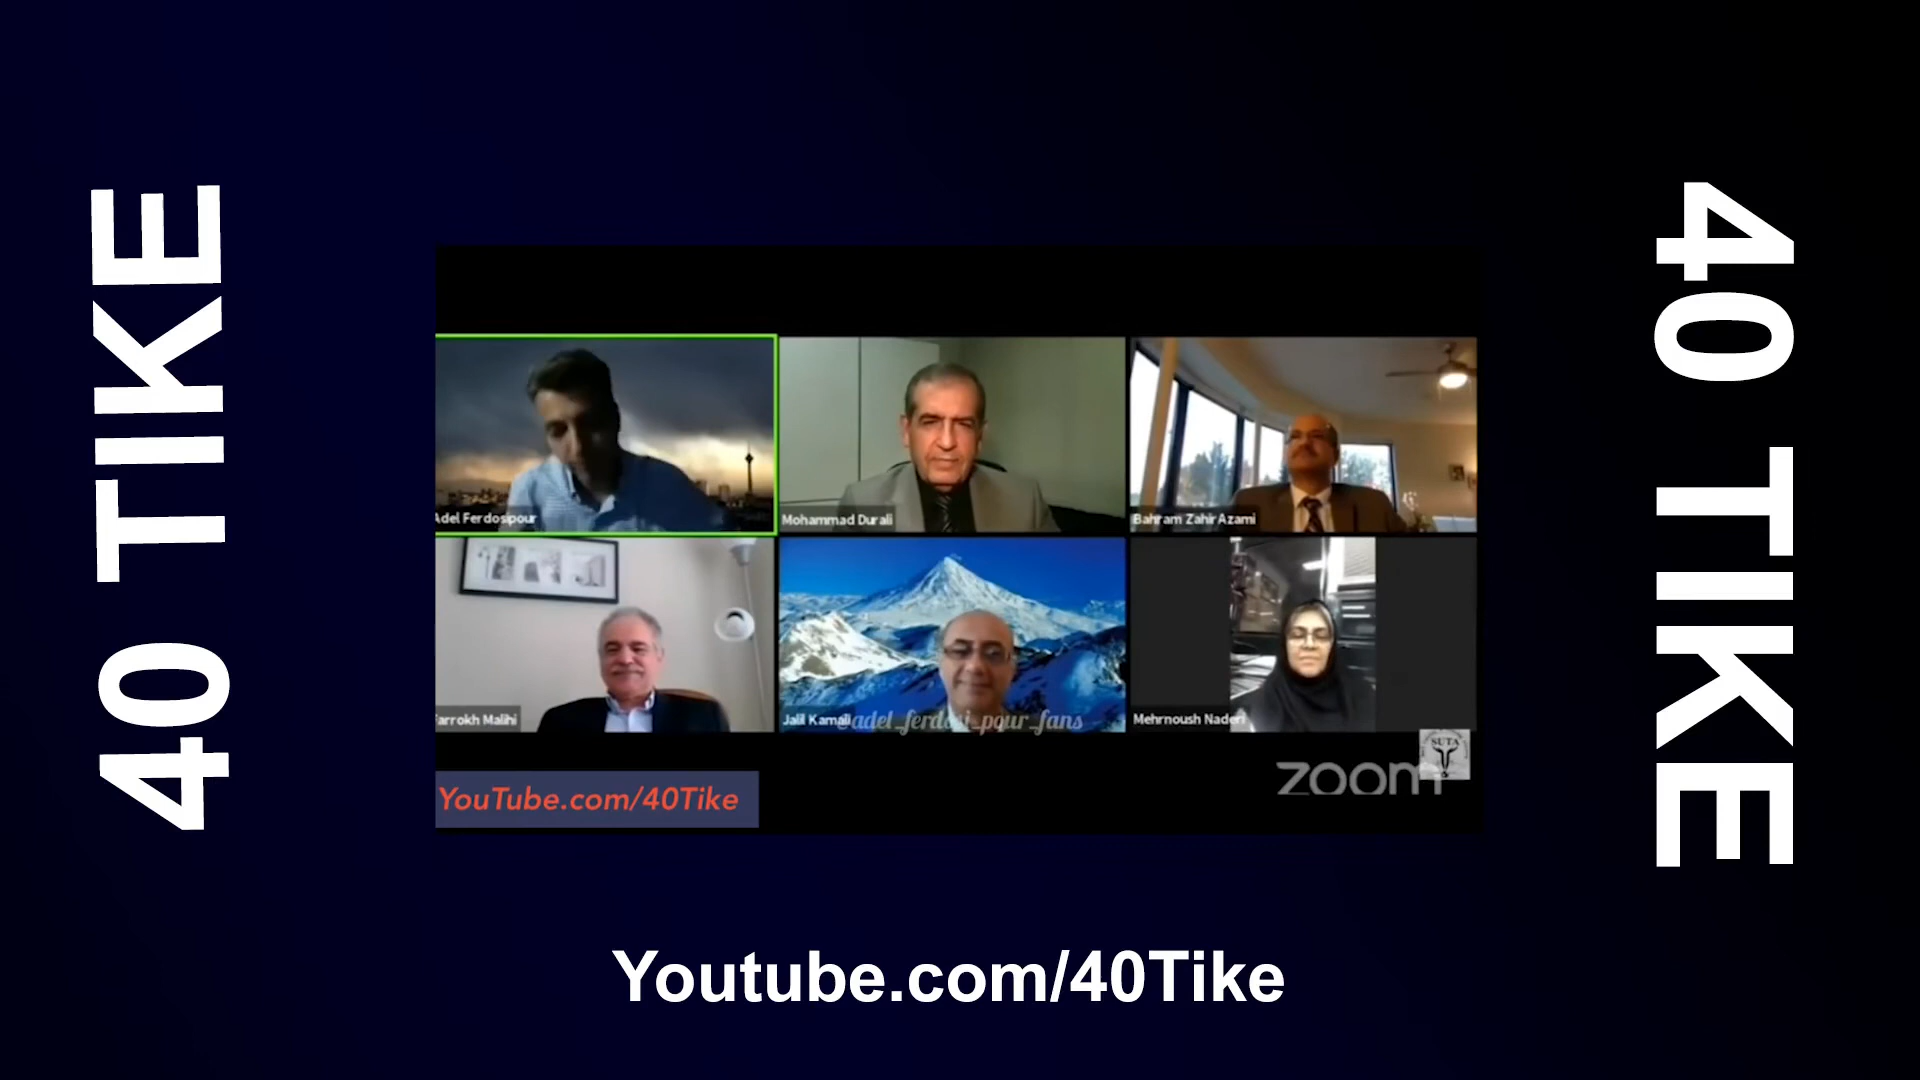 40 TIKE
40 TIKE
Adel Ferdosipour
Mohammad Durali
Bahram Zahir Azami
Farrokh Malihi
Jalil Kamali
@adel_ferdosi_pour_fans
Mehrnoush Naderi
SUTA
zoom
YouTube.com/40Tike
Youtube.com/40Tike